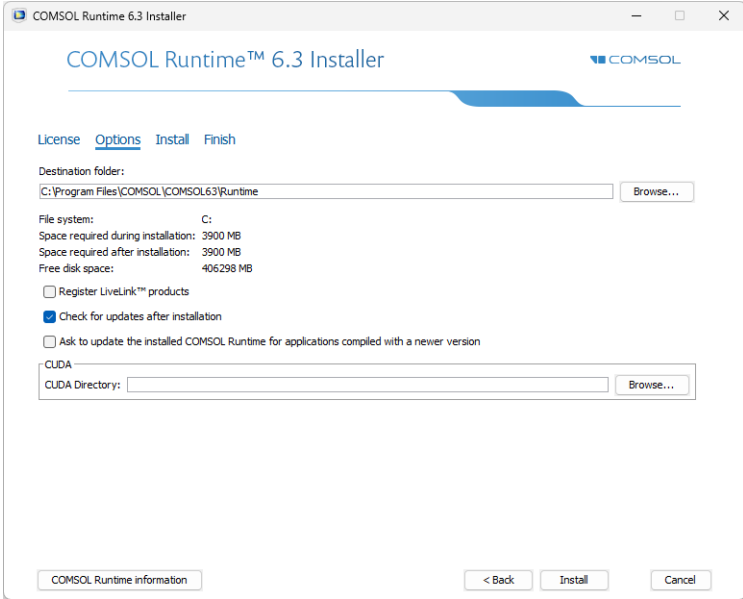 COMSOL Runtime 6.3 Installer
COMSOL Runtime™ 6.3 Installer
COMSOL
License Options Install Finish
Destination folder:
C:\Program Files\COMSOL\COMSOL63\Runtime Browse...
File system: C:
Space required during installation: 3900 MB
Space required after installation: 3900 MB
Free disk space: 406298 MB
Register LiveLink™ products
Check for updates after installation
Ask to update the installed COMSOL Runtime for applications compiled with a newer version
CUDA
CUDA Directory: Browse...
COMSOL Runtime information < Back Install Cancel